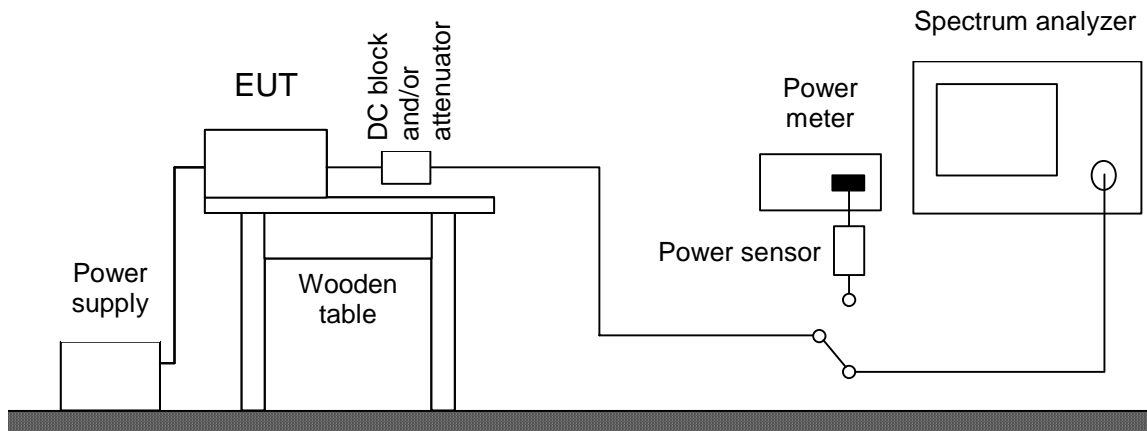 Spectrum analyzer
EUT
DC block
and/or
attenuator
Power
meter
Power sensor
Power
supply
Wooden
table